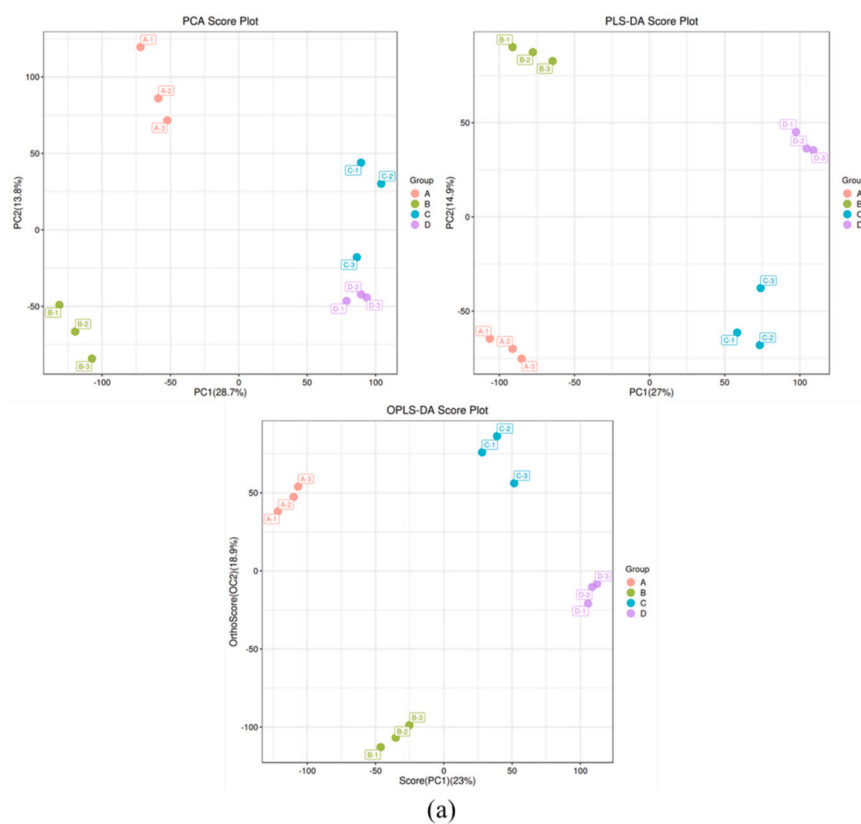 PCA Score Plot
A-1
A-2
A-3
C-1
C-2
C-3
D-2
D-1
D-3
B-1
B-2
B-3
100
50
0
-50
-100
-50
0
50
100
PC2(13.8%)
PC1(28.7%)
Group
A
B
C
D
PLS-DA Score Plot
B-1
B-2
B-3
D-1
D-2
D-3
C-3
C-1
C-2
A-1
A-2
A-3
50
0
-50
-100
-50
0
50
100
PC2(14.9%)
PC1(27%)
Group
A
B
C
D
OPLS-DA Score Plot
C-2
C-1
C-3
A-3
A-2
A-1
D-3
D-2
D-1
B-3
B-2
B-1
50
0
-50
-100
-100
-50
0
50
100
OrthoScore(OC2)(18.9%)
Score(PC1)(23%)
Group
A
B
C
D
(a)